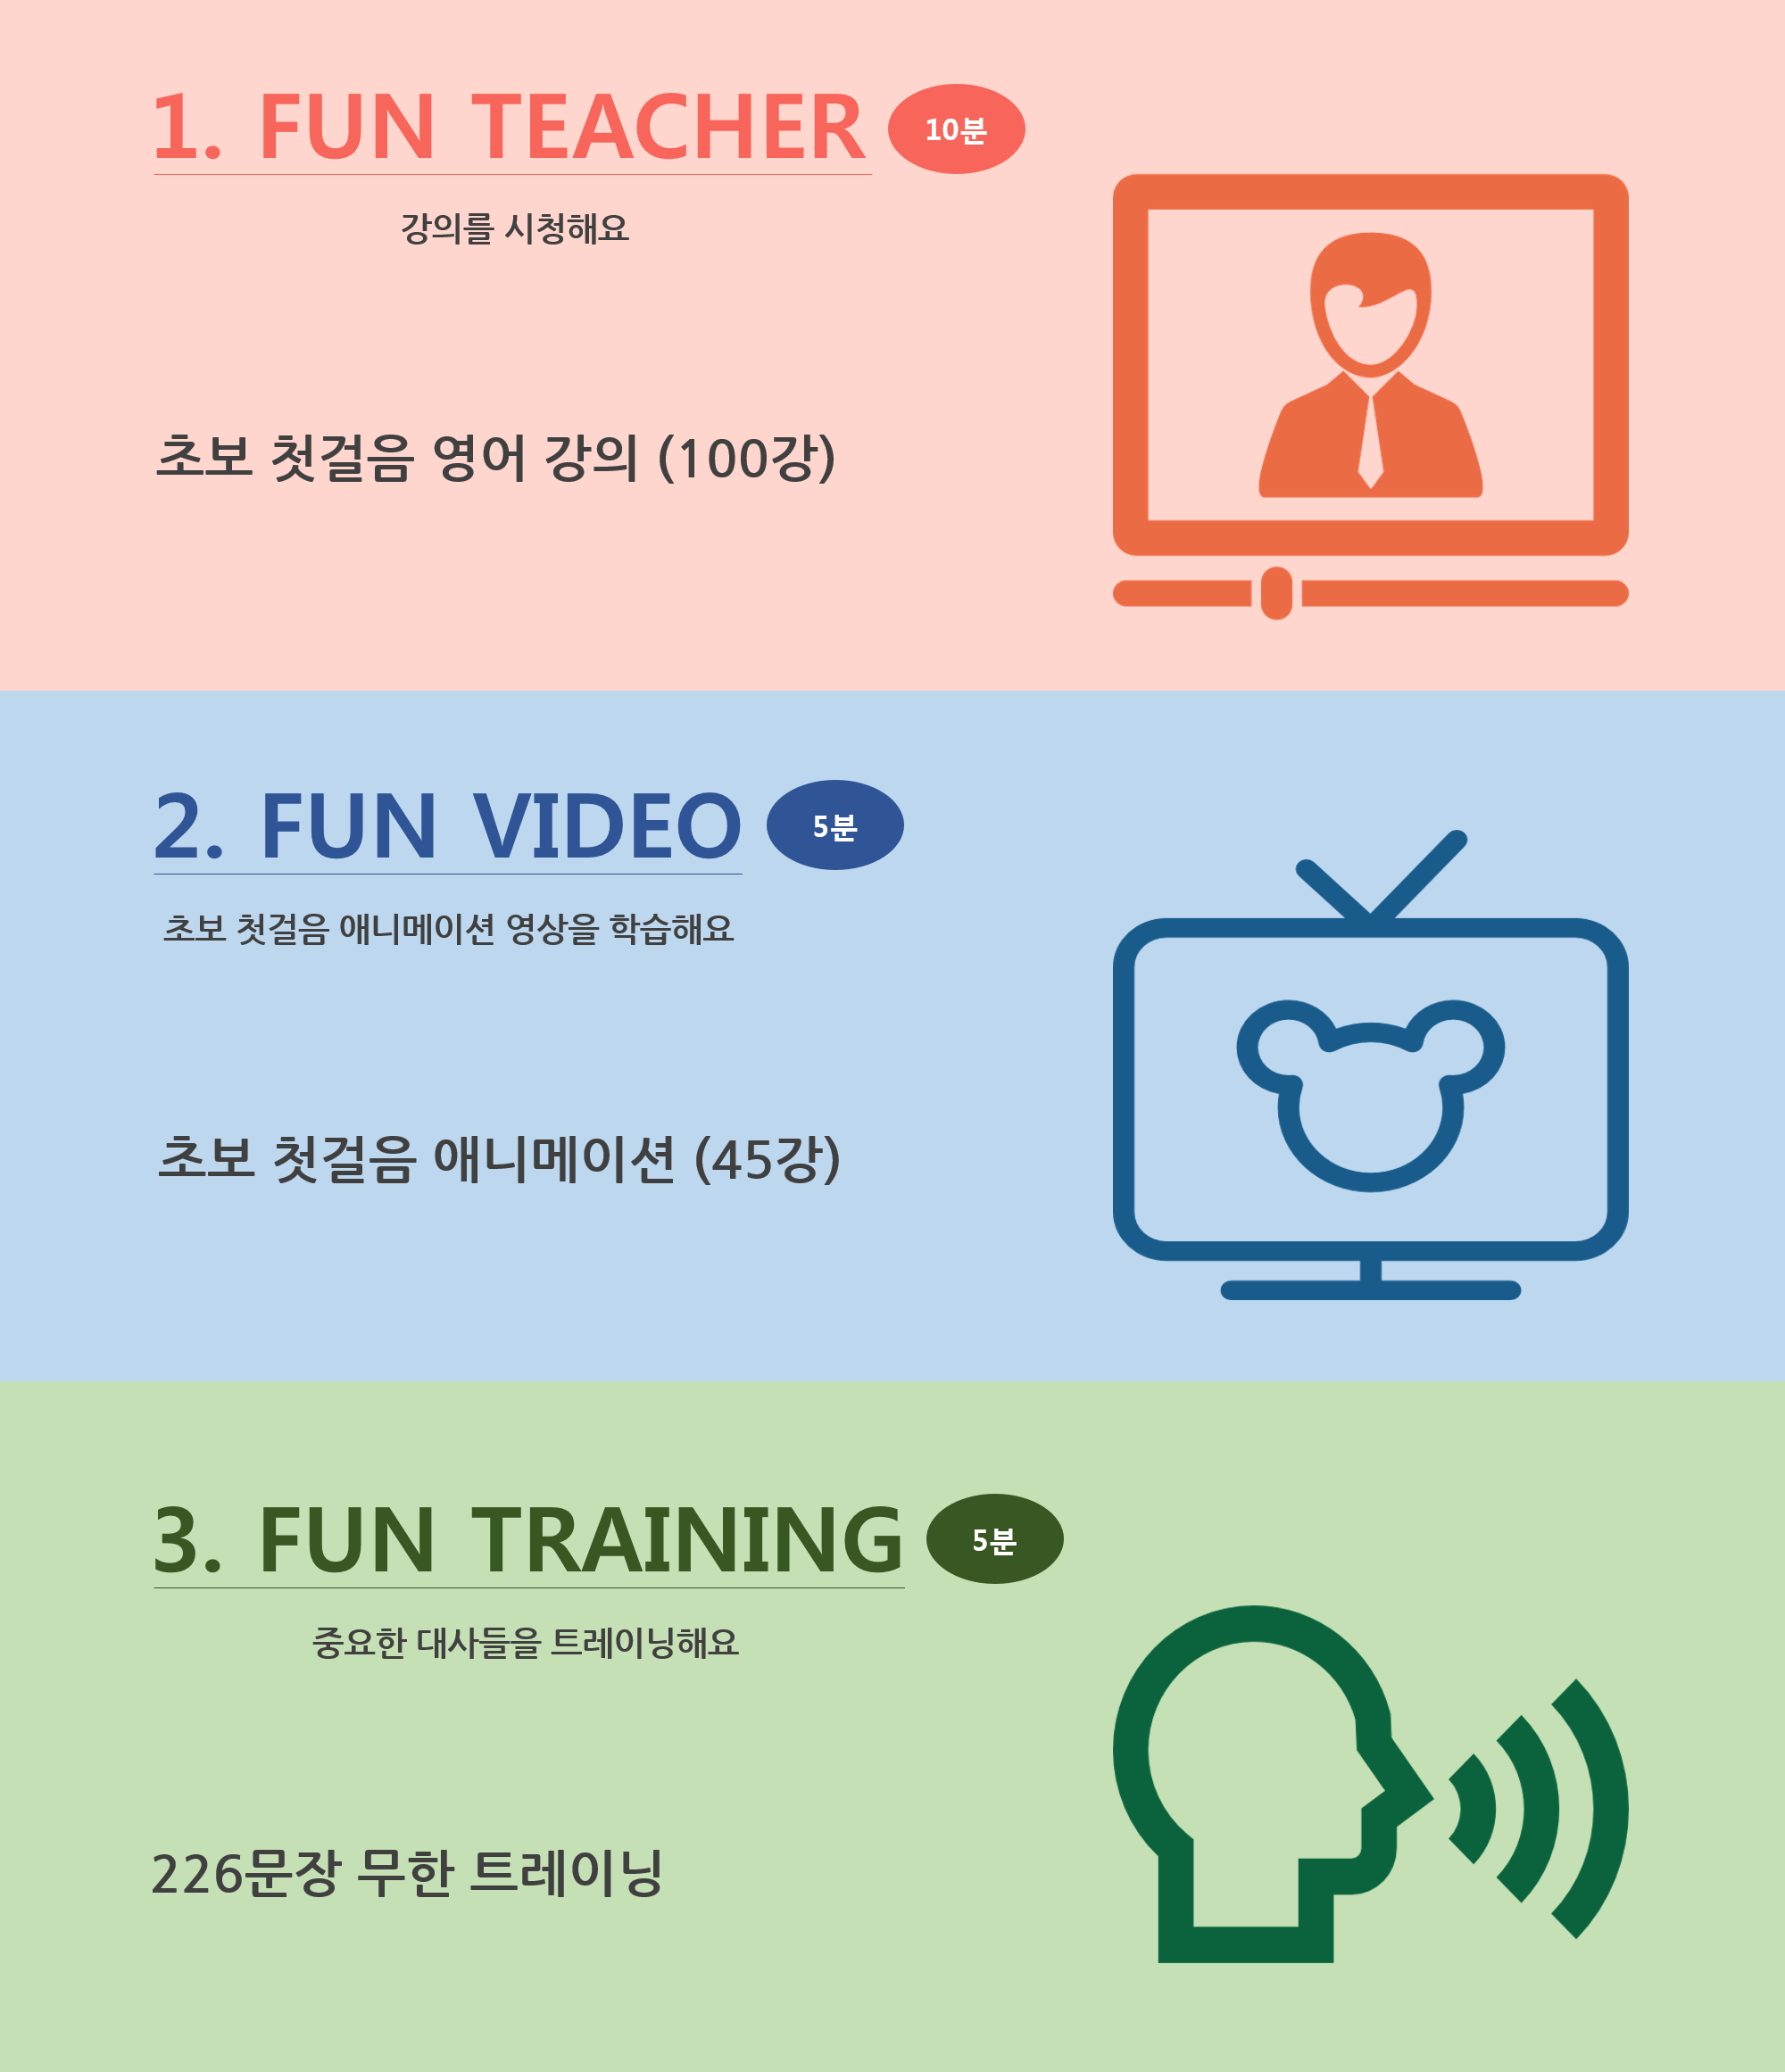 1. FUN TEACHER 10분
강의를 시청해요
초보 첫걸음 영어 강의 (100강)
2. FUN VIDEO 5분
초보 첫걸음 애니메이션 영상을 학습해요
초보 첫걸음 애니메이션 (45강)
3. FUN TRAINING 5분
중요한 대사들을 트레이닝해요
226문장 무한 트레이닝